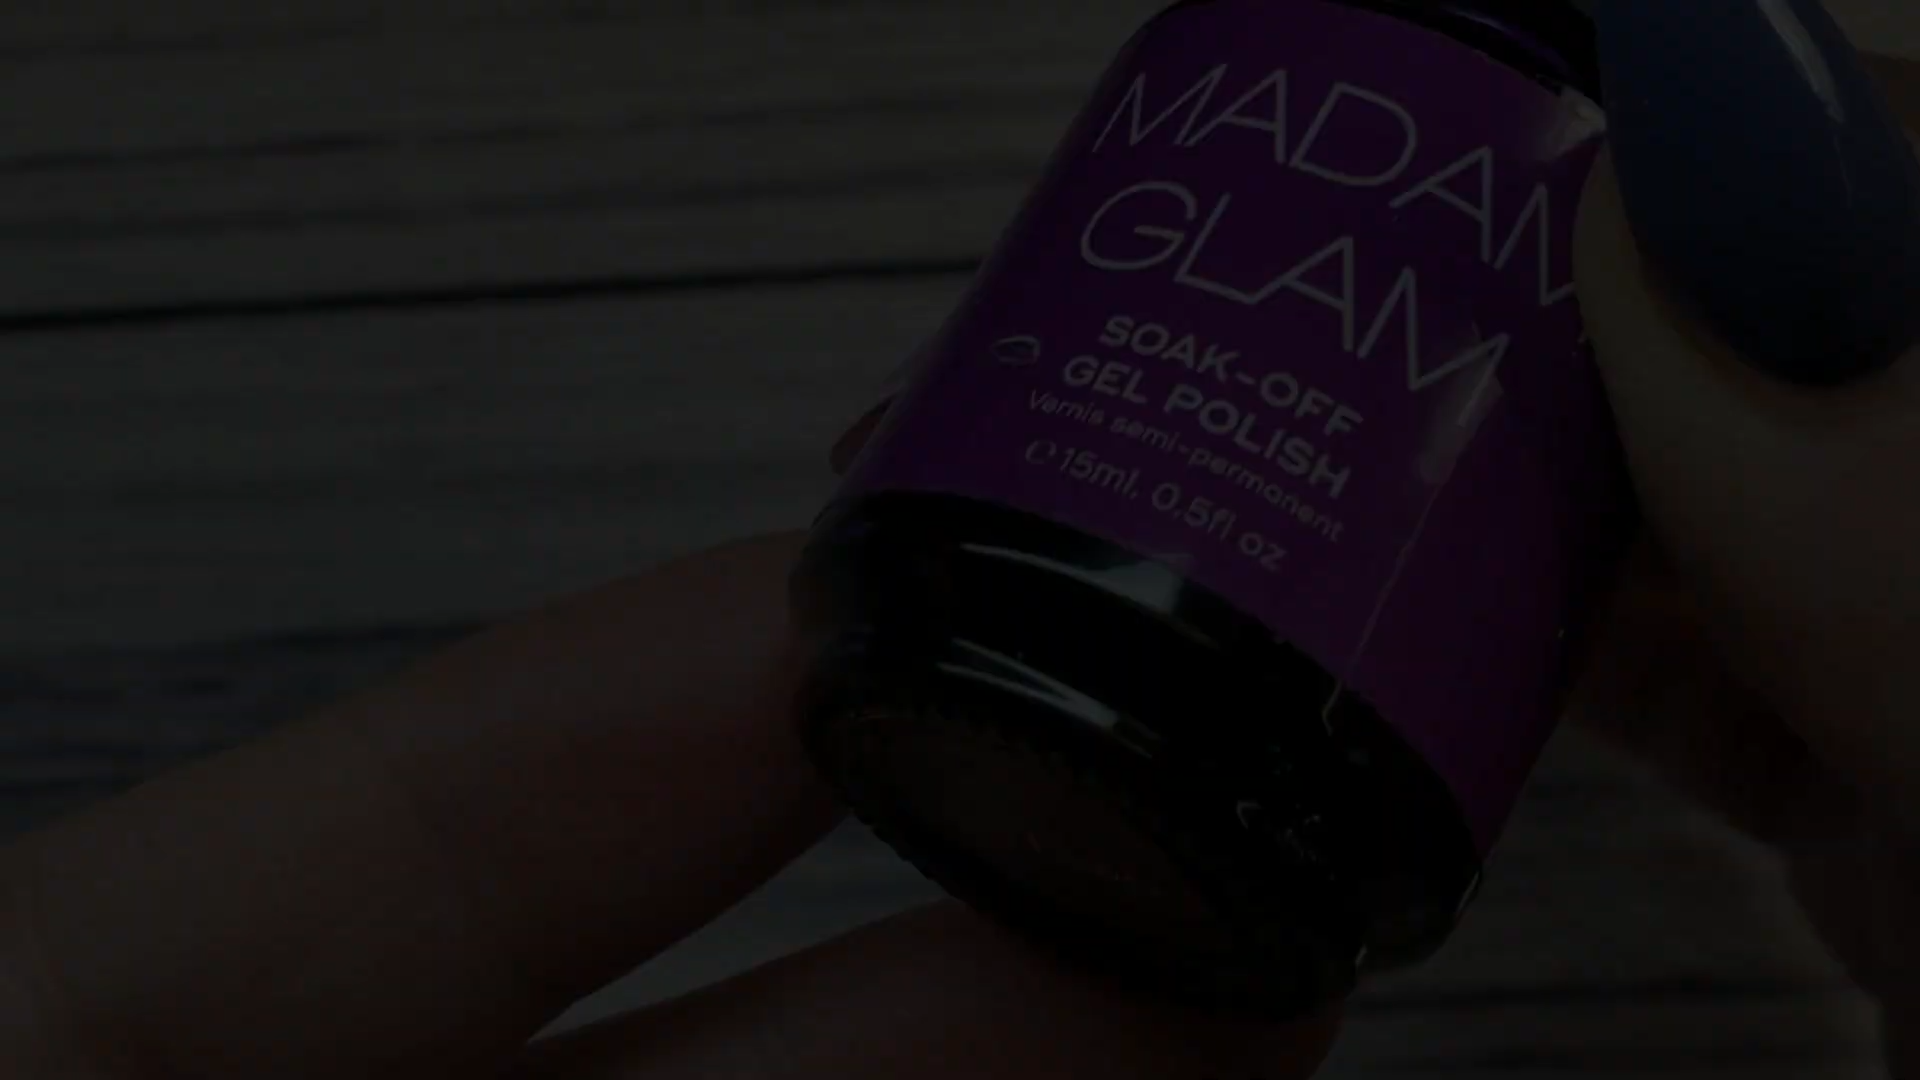 MADAM
GLAM
SOAK-OFF
GEL POLISH
Vernis semi-permanent
℮ 15ml. 0,5fl oz